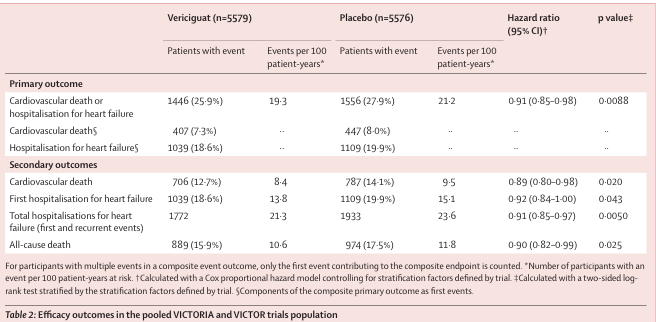 Vericiguat (n=5579) Placebo (n=5576) Hazard ratio (95% CI)† p value‡
Patients with event Events per 100 patient-years* Patients with event Events per 100 patient-years*
Primary outcome
Cardiovascular death or hospitalisation for heart failure 1446 (25·9%) 19·3 1556 (27·9%) 21·2 0·91 (0·85–0·98) 0·0088
Cardiovascular death§ 407 (7·3%) ·· 447 (8·0%) ·· ·· ··
Hospitalisation for heart failure§ 1039 (18·6%) ·· 1109 (19·9%) ·· ·· ··
Secondary outcomes
Cardiovascular death 706 (12·7%) 8·4 787 (14·1%) 9·5 0·89 (0·80–0·98) 0·020
First hospitalisation for heart failure 1039 (18·6%) 13·8 1109 (19·9%) 15·1 0·92 (0·84–1·00) 0·043
Total hospitalisations for heart failure (first and recurrent events) 1772 21·3 1933 23·6 0·91 (0·85–0·97) 0·0050
All-cause death 889 (15·9%) 10·6 974 (17·5%) 11·8 0·90 (0·82–0·99) 0·025
For participants with multiple events in a composite event outcome, only the first event contributing to the composite endpoint is counted. *Number of participants with an
event per 100 patient-years at risk. †Calculated with a Cox proportional hazard model controlling for stratification factors defined by trial. ‡Calculated with a two-sided log-
rank test stratified by the stratification factors defined by trial. §Components of the composite primary outcome as first events.
Table 2: Efficacy outcomes in the pooled VICTORIA and VICTOR trials population